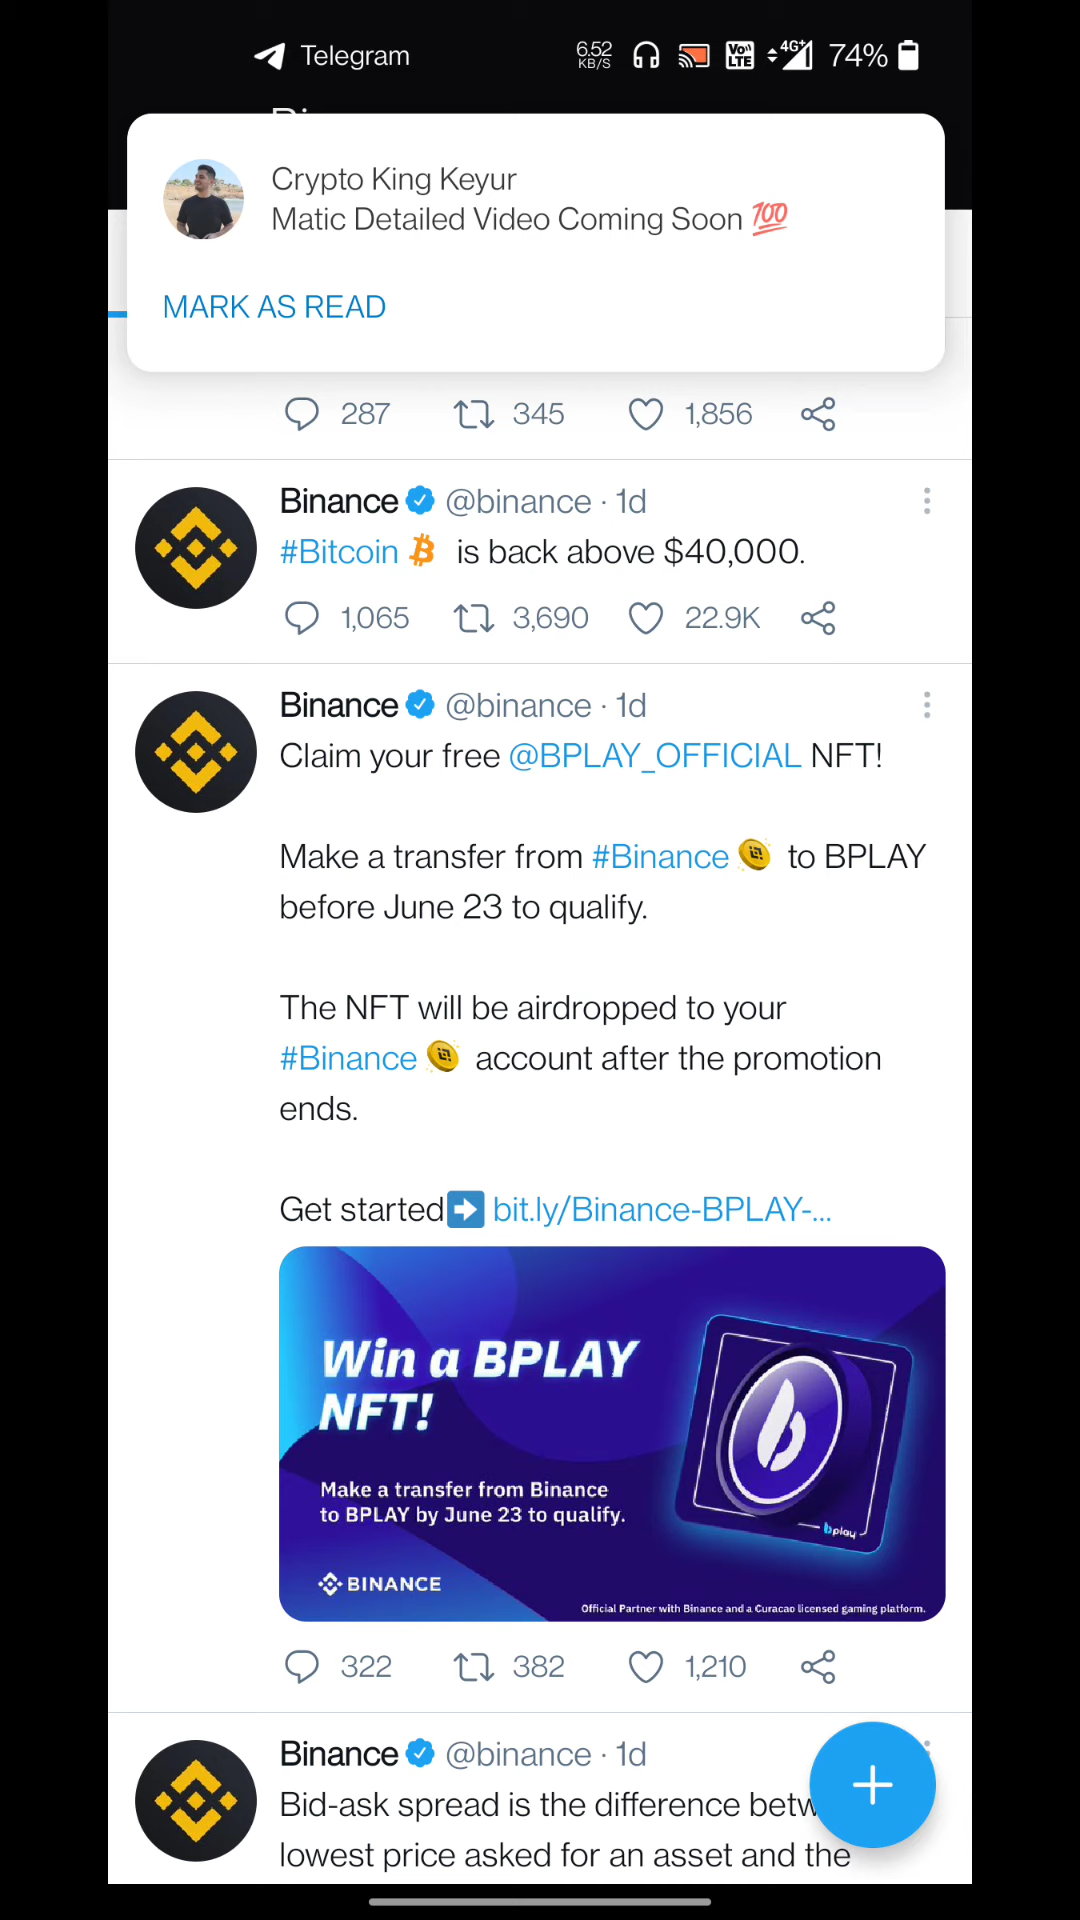 Telegram 6.52 KB/S Vo)) LTE 4G+ 74%
Crypto King Keyur
Matic Detailed Video Coming Soon 💯
MARK AS READ
287 345 1,856
Binance @binance · 1d
#Bitcoin is back above $40,000.
1,065 3,690 22.9K
Binance @binance · 1d
Claim your free @BPLAY_OFFICIAL NFT!
Make a transfer from #Binance to BPLAY
before June 23 to qualify.
The NFT will be airdropped to your
#Binance account after the promotion
ends.
Get started➡️ bit.ly/Binance-BPLAY-...
Win a BPLAY
NFT!
Make a transfer from Binance
to BPLAY by June 23 to qualify.
bplay
BINANCE
Official Partner with Binance and a Curacao licensed gaming platform.
322 382 1,210
Binance @binance · 1d
Bid-ask spread is the difference betw
lowest price asked for an asset and the